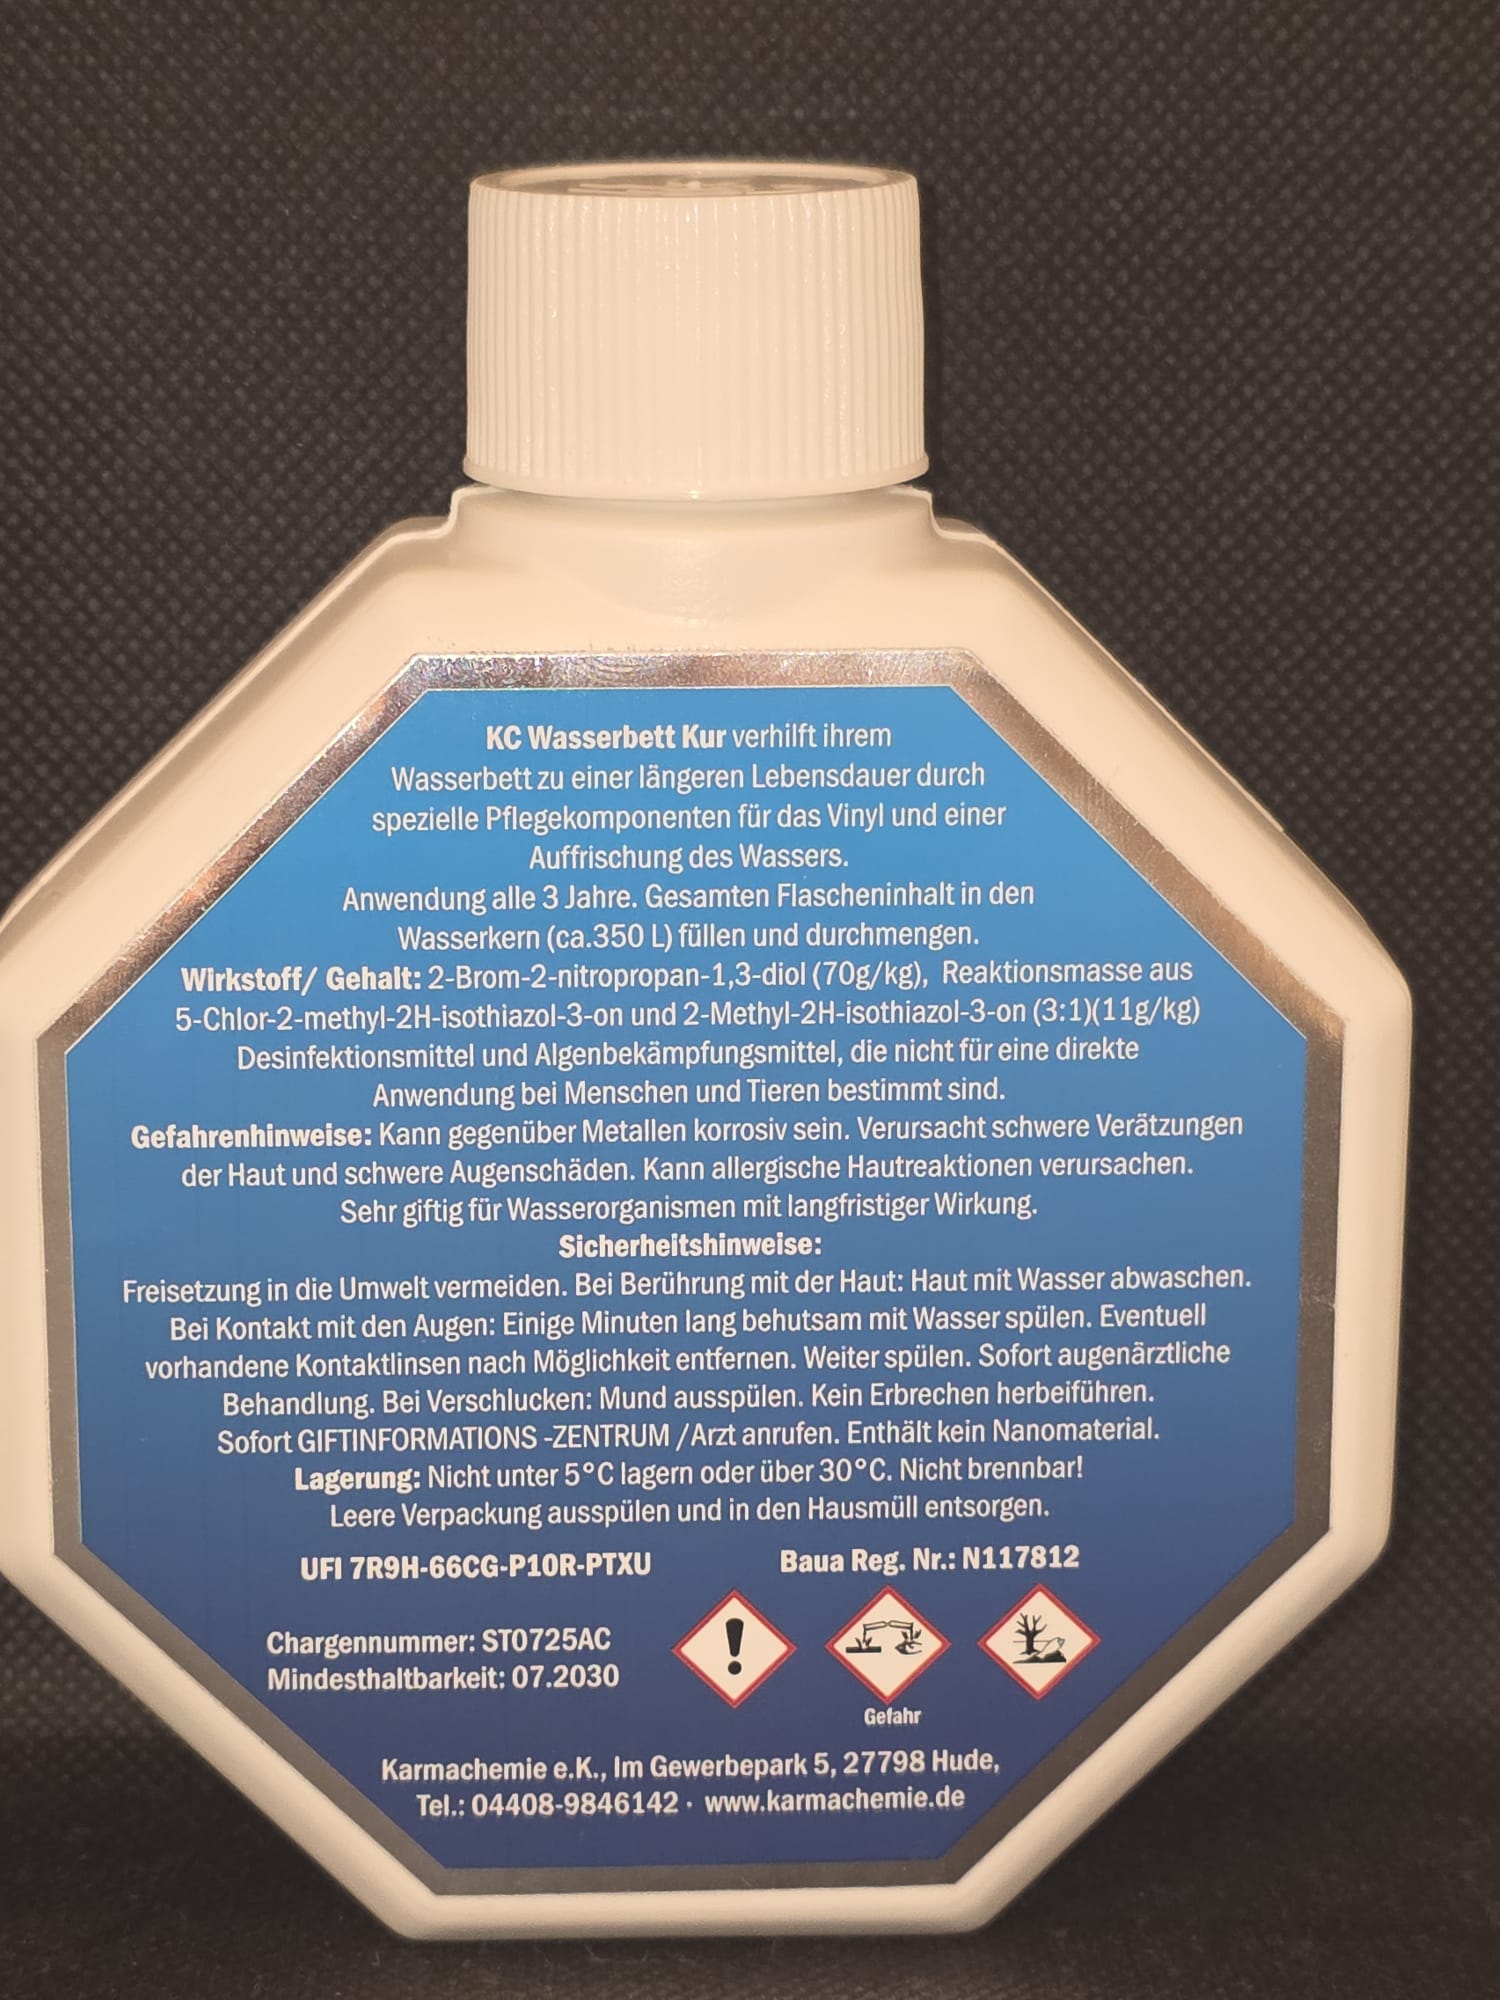 KC Wasserbett Kur verhilft ihrem
Wasserbett zu einer längeren Lebensdauer durch
spezielle Pflegekomponenten für das Vinyl und einer
Auffrischung des Wassers.
Anwendung alle 3 Jahre. Gesamten Flascheninhalt in den
Wasserkern (ca.350 L) füllen und durchmengen.
Wirkstoff/ Gehalt: 2-Brom-2-nitropropan-1,3-diol (70g/kg), Reaktionsmasse aus
5-Chlor-2-methyl-2H-isothiazol-3-on und 2-Methyl-2H-isothiazol-3-on (3:1)(11g/kg)
Desinfektionsmittel und Algenbekämpfungsmittel, die nicht für eine direkte
Anwendung bei Menschen und Tieren bestimmt sind.
Gefahrenhinweise: Kann gegenüber Metallen korrosiv sein. Verursacht schwere Verätzungen
der Haut und schwere Augenschäden. Kann allergische Hautreaktionen verursachen.
Sehr giftig für Wasserorganismen mit langfristiger Wirkung.
Sicherheitshinweise:
Freisetzung in die Umwelt vermeiden. Bei Berührung mit der Haut: Haut mit Wasser abwaschen.
Bei Kontakt mit den Augen: Einige Minuten lang behutsam mit Wasser spülen. Eventuell
vorhandene Kontaktlinsen nach Möglichkeit entfernen. Weiter spülen. Sofort augenärztliche
Behandlung. Bei Verschlucken: Mund ausspülen. Kein Erbrechen herbeiführen.
Sofort GIFTINFORMATIONS -ZENTRUM /Arzt anrufen. Enthält kein Nanomaterial.
Lagerung: Nicht unter 5°C lagern oder über 30°C. Nicht brennbar!
Leere Verpackung ausspülen und in den Hausmüll entsorgen.
UFI 7R9H-66CG-P10R-PTXU Baua Reg. Nr.: N117812
Chargennummer: ST0725AC
Mindesthaltbarkeit: 07.2030
Gefahr
Karmachemie e.K., Im Gewerbepark 5, 27798 Hude,
Tel.: 04408-9846142 · www.karmachemie.de